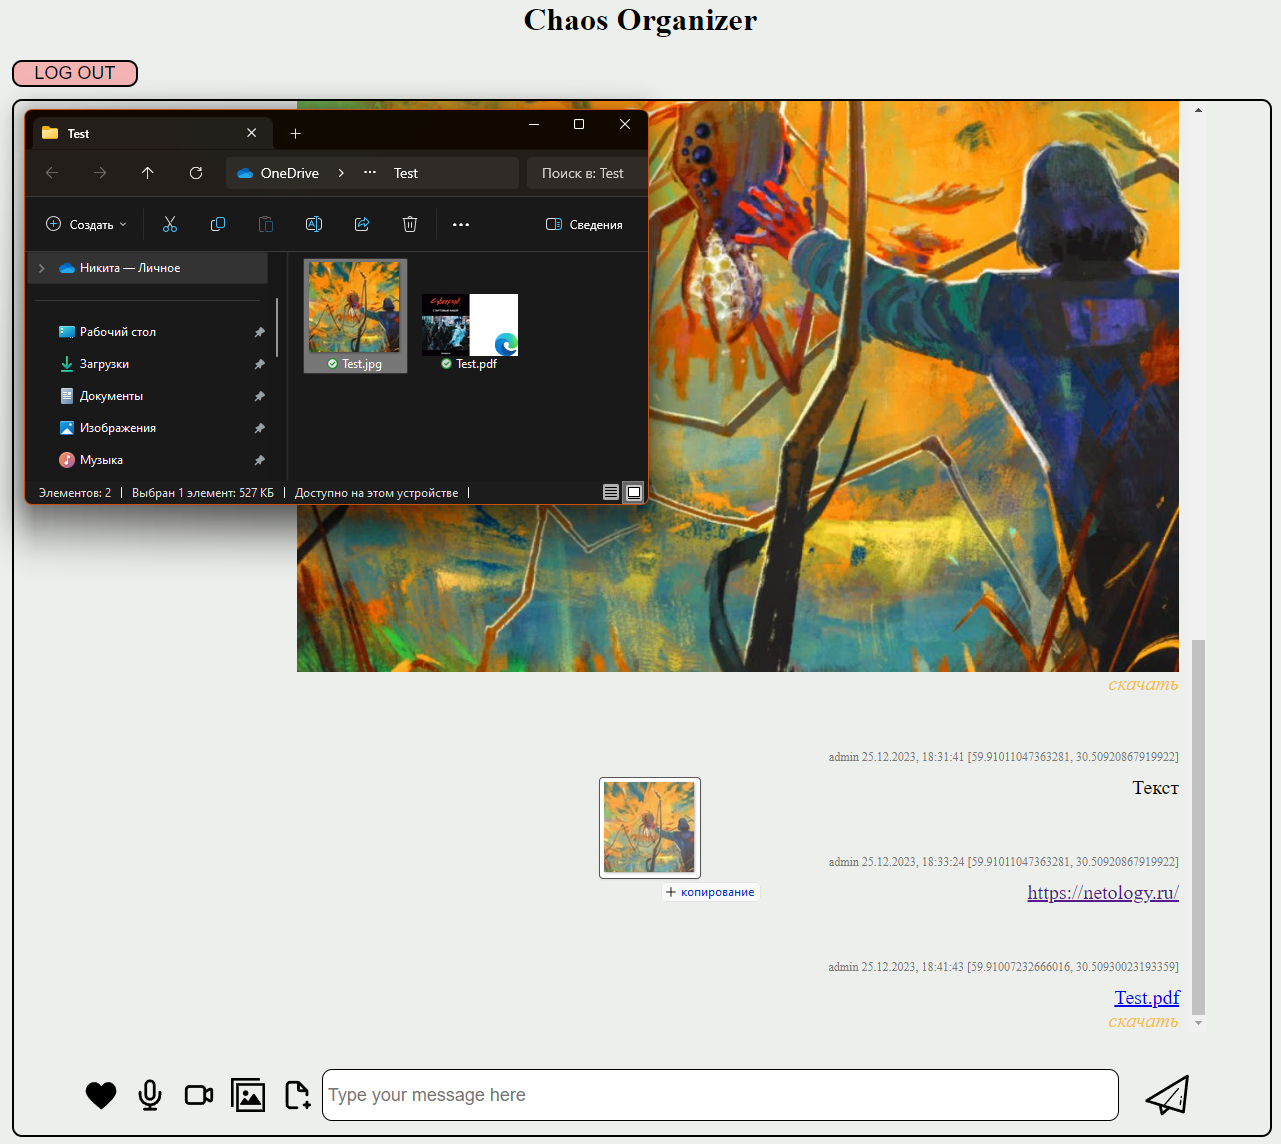 Chaos Organizer
LOG OUT
Test
OneDrive
Test
Поиск в: Test
Создать
Сведения
Никита — Личное
Рабочий стол
Загрузки
Документы
Изображения
Музыка
Test.jpg
Test.pdf
Элементов: 2
Выбран 1 элемент: 527 КБ
Доступно на этом устройстве
скачать
admin 25.12.2023, 18:31:41 [59.91011047363281, 30.50920867919922]
Текст
admin 25.12.2023, 18:33:24 [59.91011047363281, 30.50920867919922]
+ копирование
https://netology.ru/
admin 25.12.2023, 18:41:43 [59.91007232666016, 30.50930023193359]
Test.pdf
скачать
Type your message here